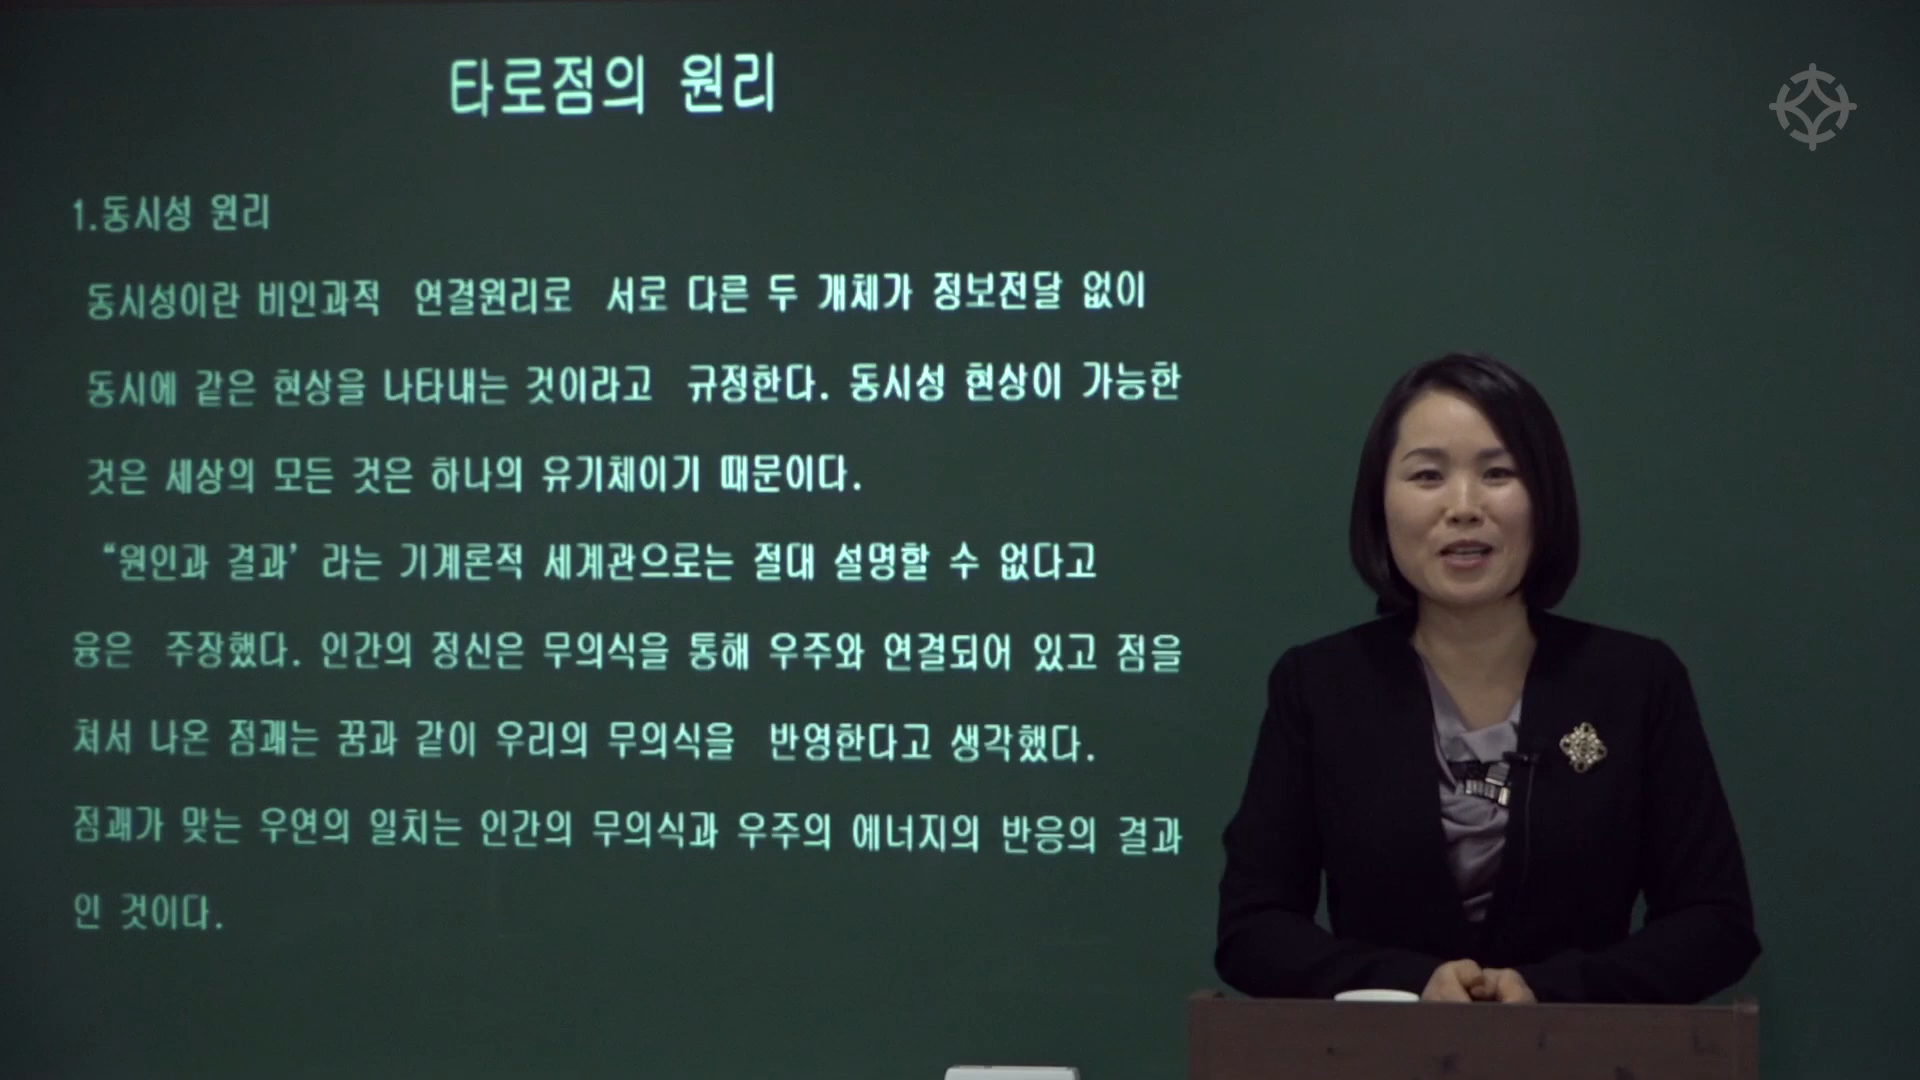 타로점의 원리
1.동시성 원리
동시성이란 비인과적 연결원리로 서로 다른 두 개체가 정보전달 없이
동시에 같은 현상을 나타내는 것이라고 규정한다. 동시성 현상이 가능한
것은 세상의 모든 것은 하나의 유기체이기 때문이다.
“원인과 결과’ 라는 기계론적 세계관으로는 절대 설명할 수 없다고
융은 주장했다. 인간의 정신은 무의식을 통해 우주와 연결되어 있고 점을
쳐서 나온 점괘는 꿈과 같이 우리의 무의식을 반영한다고 생각했다.
점괘가 맞는 우연의 일치는 인간의 무의식과 우주의 에너지의 반응의 결과
인 것이다.